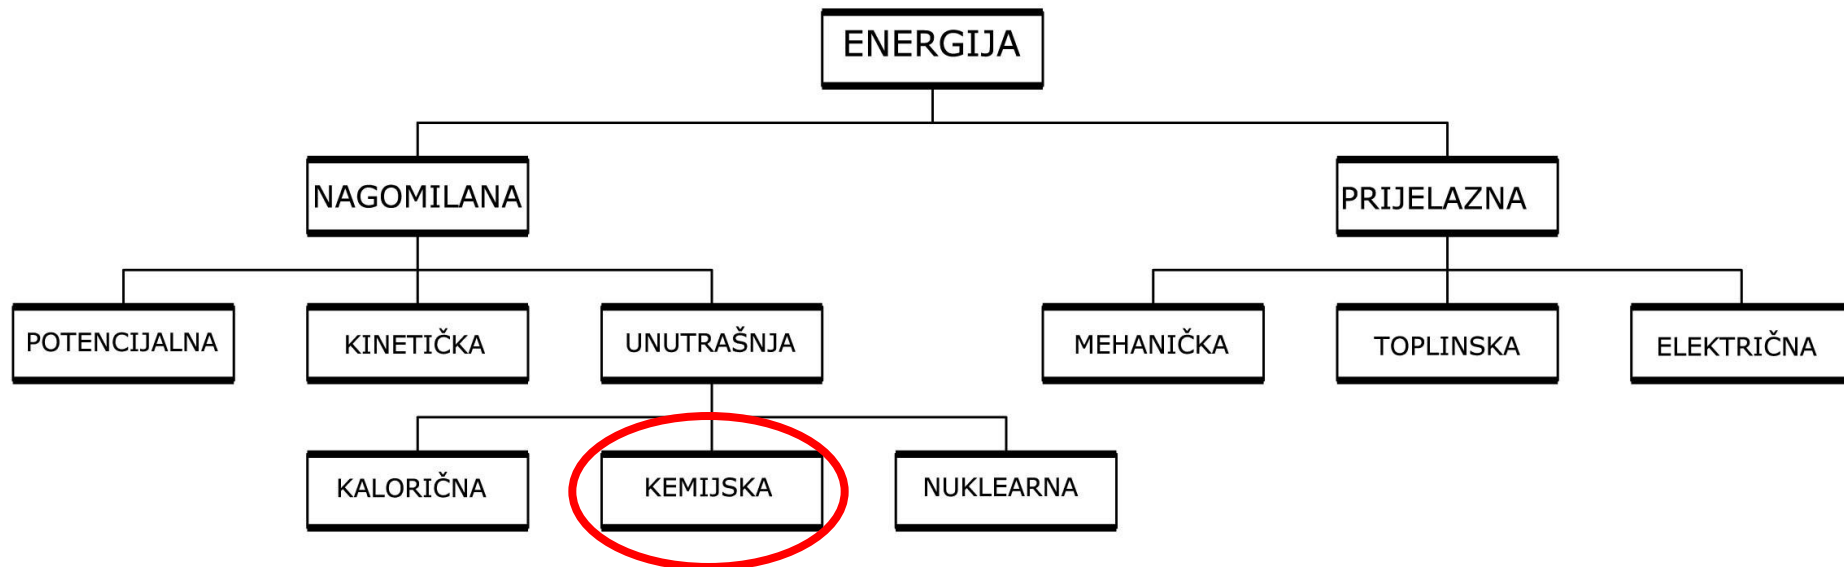 ENERGIJA
NAGOMILANA
PRIJELAZNA
POTENCIJALNA
KINETIČKA
UNUTRAŠNJA
MEHANIČKA
TOPLINSKA
ELEKTRIČNA
KALORIČNA
KEMIJSKA
NUKLEARNA